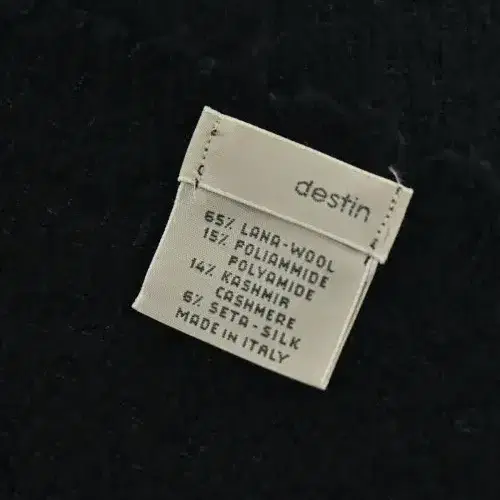 destin
65% LANA-WOOL
15% POLIAMMIDE
POLYAMIDE
14% KASHMIR
CASHMERE
6% SETA-SILK
MADE IN ITALY